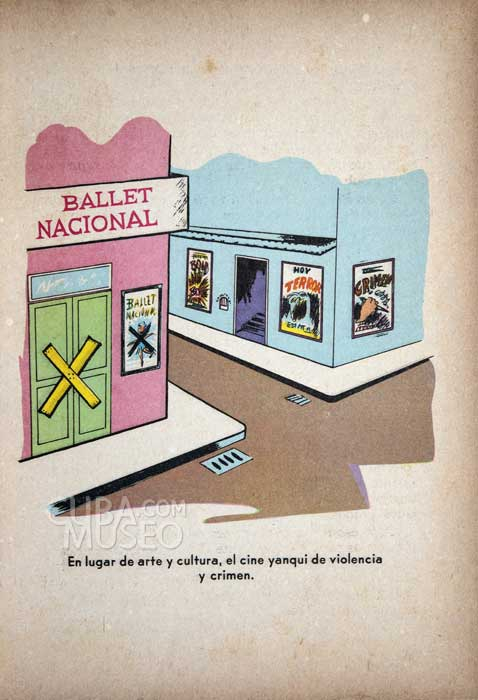 BALLET
NACIONAL
BALLET
NACIONAL
HOY
TERROR
CRIMEN
CUBA.com
MUSEO
En lugar de arte y cultura, el cine yanqui de violencia
y crimen.